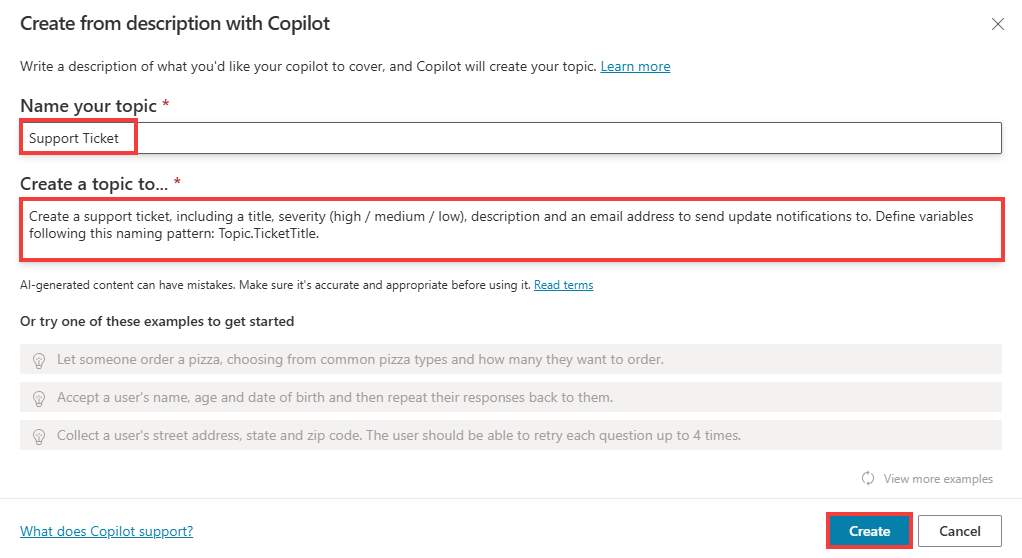 Create from description with Copilot
Write a description of what you'd like your copilot to cover, and Copilot will create your topic. Learn more
Name your topic *
Support Ticket
Create a topic to... *
Create a support ticket, including a title, severity (high / medium / low), description and an email address to send update notifications to. Define variables
following this naming pattern: Topic.TicketTitle.
AI-generated content can have mistakes. Make sure it's accurate and appropriate before using it. Read terms
Or try one of these examples to get started
Let someone order a pizza, choosing from common pizza types and how many they want to order.
Accept a user's name, age and date of birth and then repeat their responses back to them.
Collect a user's street address, state and zip code. The user should be able to retry each question up to 4 times.
View more examples
What does Copilot support?
Create
Cancel